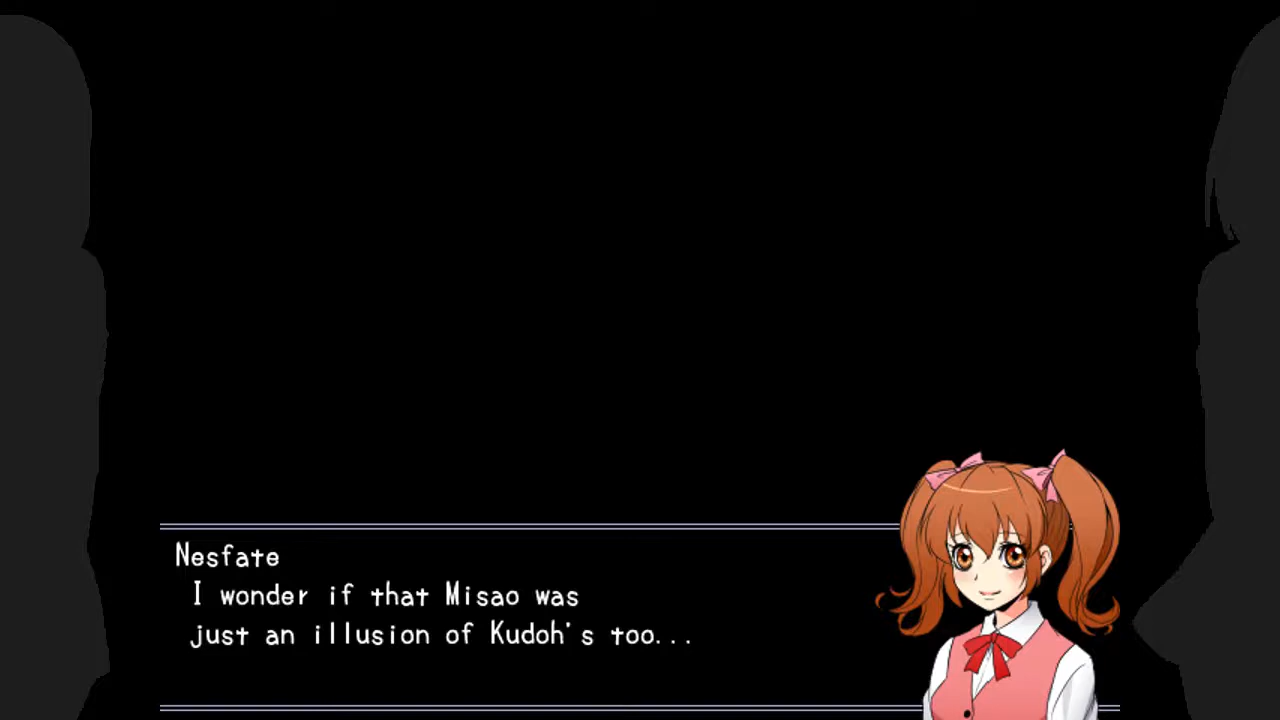 Nesfate
I wonder if that Misao was
just an illusion of Kudoh's too...